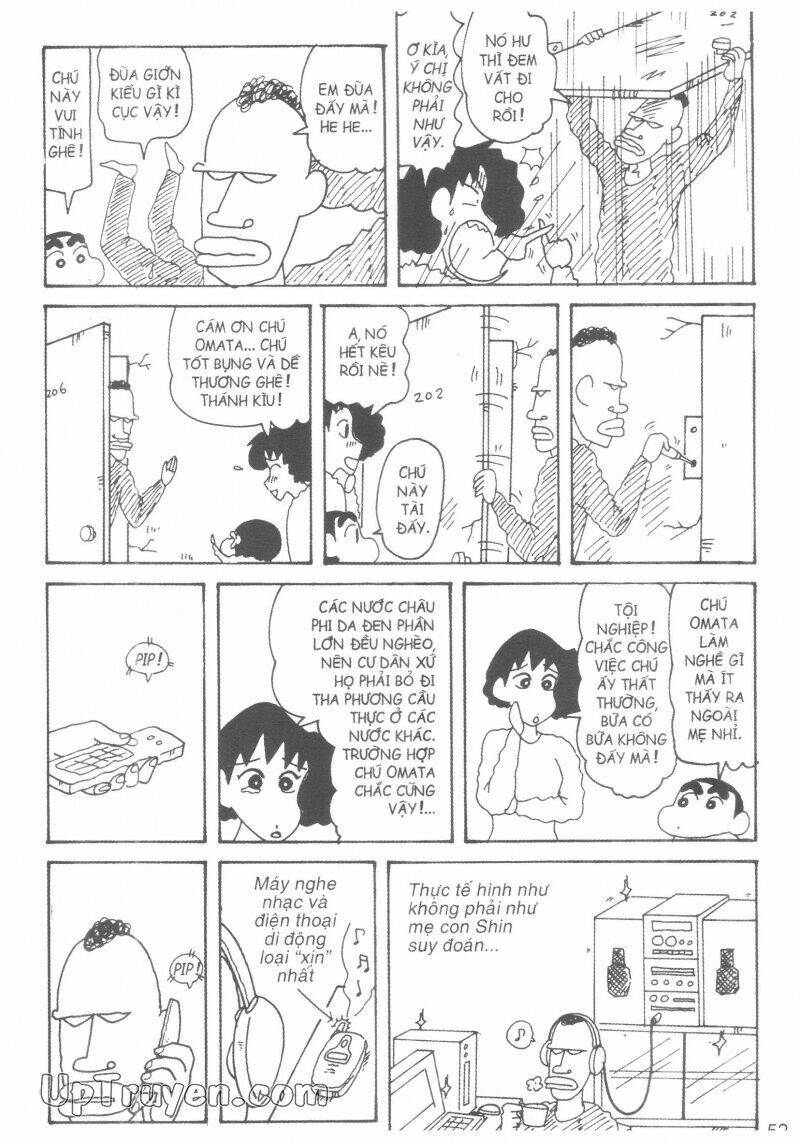 202
NÓ HƯ
THÌ ĐEM
VẤT ĐI
CHO
RỒI!
Ơ KÌA,
Ý CHỊ
KHÔNG
PHẢI
NHƯ
VẬY.
EM ĐÙA
ĐẤY MÀ!
HE HE...
ĐÙA GIỠN
KIỂU GÌ KÌ
CỤC VẬY!
CHÚ
NÀY
VUI
TÍNH
GHÊ!
A, NÓ
HẾT KÊU
RỒI NÈ!
202
CHÚ
NÀY
TÀI
ĐẤY.
CÁM ƠN CHÚ
OMATA... CHÚ
TỐT BỤNG VÀ DỄ
THƯƠNG GHÊ!
THÁNH KÌU!
206
CHÚ
OMATA
LÀM
NGHỀ GÌ
MÀ ÍT
THẤY RA
NGOÀI
MẸ NHỈ.
TỘI
NGHIỆP!
CHẮC CÔNG
VIỆC CHÚ
ẤY THẤT
THƯỜNG,
BỮA CÓ
BỮA KHÔNG
ĐẤY MÀ!
CÁC NƯỚC CHÂU
PHI DA ĐEN PHẦN
LỚN ĐỀU NGHÈO,
NÊN CƯ DÂN XỨ
HỌ PHẢI BỎ ĐI
THA PHƯƠNG CẦU
THỰC Ở CÁC
NƯỚC KHÁC.
TRƯỜNG HỢP
CHÚ OMATA
CHẮC CŨNG
VẬY!...
PIP!
Thực tế hình như
không phải như
mẹ con Shin
suy đoán...
Máy nghe
nhạc và
điện thoại
di động
loại “xịn”
nhất
PIP!
UpTruyen.com
52